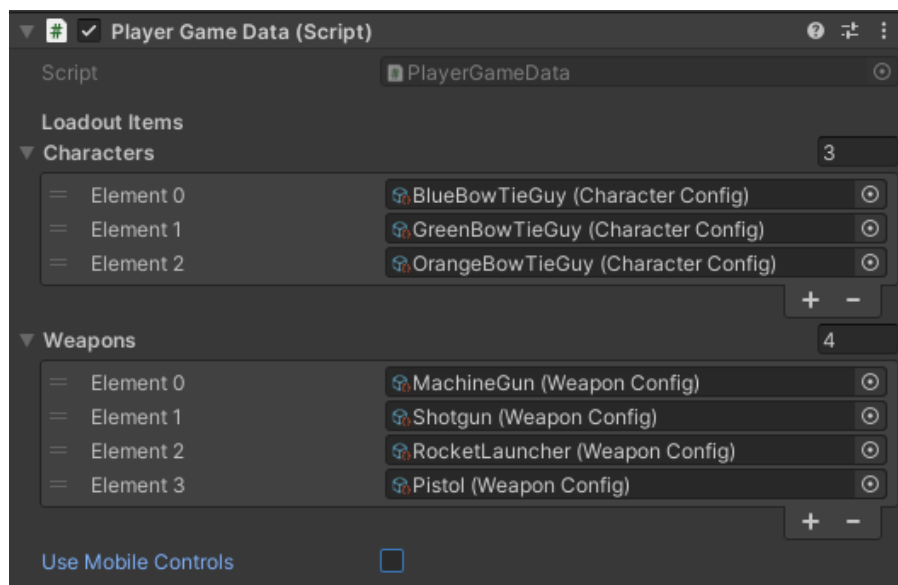 # Player Game Data (Script)
Script PlayerGameData
Loadout Items
Characters 3
Element 0 BlueBowTieGuy (Character Config)
Element 1 GreenBowTieGuy (Character Config)
Element 2 OrangeBowTieGuy (Character Config)
+ −
Weapons 4
Element 0 MachineGun (Weapon Config)
Element 1 Shotgun (Weapon Config)
Element 2 RocketLauncher (Weapon Config)
Element 3 Pistol (Weapon Config)
+ −
Use Mobile Controls